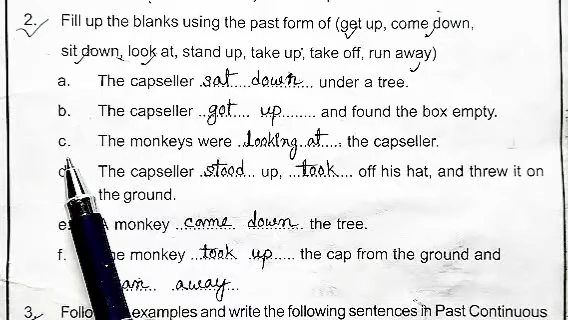 2. Fill up the blanks using the past form of (get up, come down,
sit down, look at, stand up, take up, take off, run away)
a. The capseller ..sat....down...... under a tree.
b. The capseller ..got.... up........ and found the box empty.
c. The monkeys were ..looking..at..... the capseller.
The capseller ..stood... up, ...took.... off his hat, and threw it on
the ground.
e. A monkey ...came.... down.... the tree.
f. monkey ...took.... up...... the cap from the ground and
away..
3. examples and write the following sentences in Past Continuous